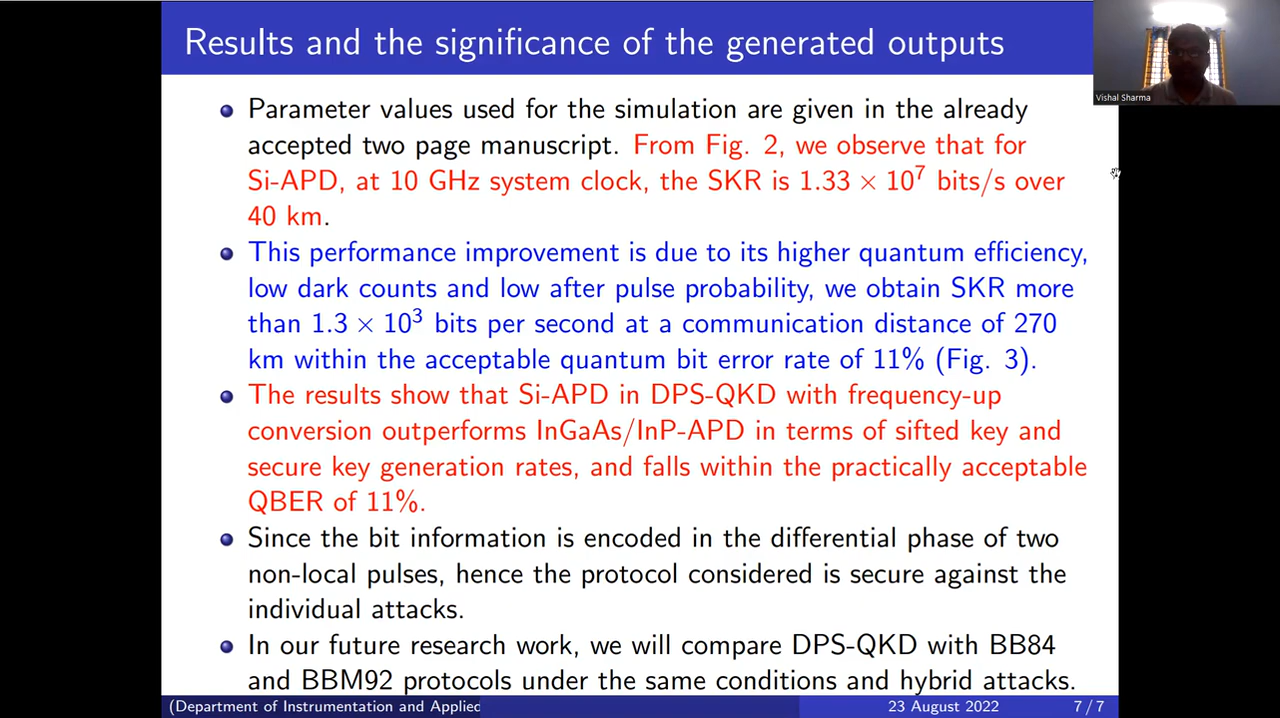 Results and the significance of the generated outputs
Vishal Sharma
Parameter values used for the simulation are given in the already
accepted two page manuscript. From Fig. 2, we observe that for
Si-APD, at 10 GHz system clock, the SKR is 1.33 × 10⁷ bits/s over
40 km.
This performance improvement is due to its higher quantum efficiency,
low dark counts and low after pulse probability, we obtain SKR more
than 1.3 × 10³ bits per second at a communication distance of 270
km within the acceptable quantum bit error rate of 11% (Fig. 3).
The results show that Si-APD in DPS-QKD with frequency-up
conversion outperforms InGaAs/InP-APD in terms of sifted key and
secure key generation rates, and falls within the practically acceptable
QBER of 11%.
Since the bit information is encoded in the differential phase of two
non-local pulses, hence the protocol considered is secure against the
individual attacks.
In our future research work, we will compare DPS-QKD with BB84
and BBM92 protocols under the same conditions and hybrid attacks.
(Department of Instrumentation and Applied
23 August 2022
7 / 7